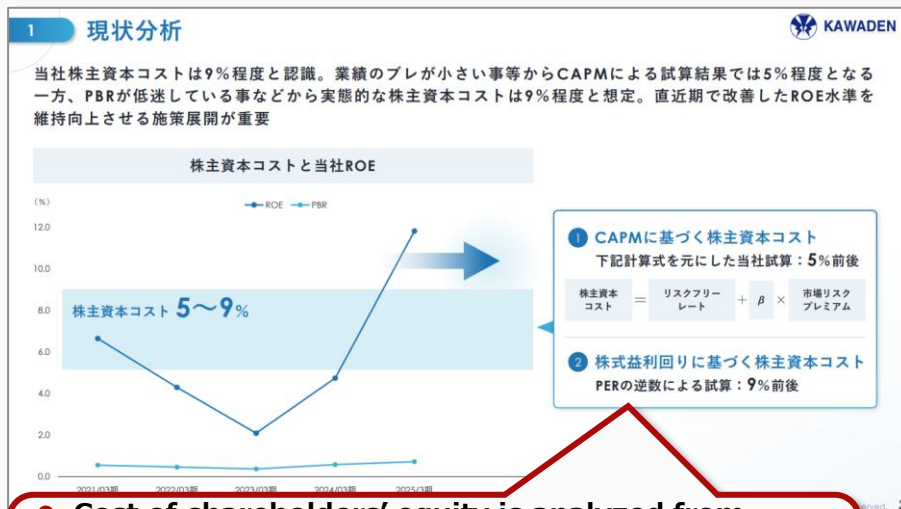 1 現状分析
KAWADEN
当社株主資本コストは9%程度と認識。業績のブレが小さい事等からCAPMによる試算結果では5%程度となる
一方、PBRが低迷している事などから実態的な株主資本コストは9%程度と想定。直近期で改善したROE水準を
維持向上させる施策展開が重要
株主資本コストと当社ROE
(%)
ROE PBR
12.0
10.0
8.0
6.0
4.0
2.0
0.0
株主資本コスト 5〜9%
2021/03期 2022/03期 2023/03期 2024/03期 2025/3期
1 CAPMに基づく株主資本コスト
下記計算式を元にした当社試算:5%前後
株主資本コスト = リスクフリーレート + β × 市場リスクプレミアム
2 株式益利回りに基づく株主資本コスト
PERの逆数による試算:9%前後
Cost of shareholders' equity is analyzed from